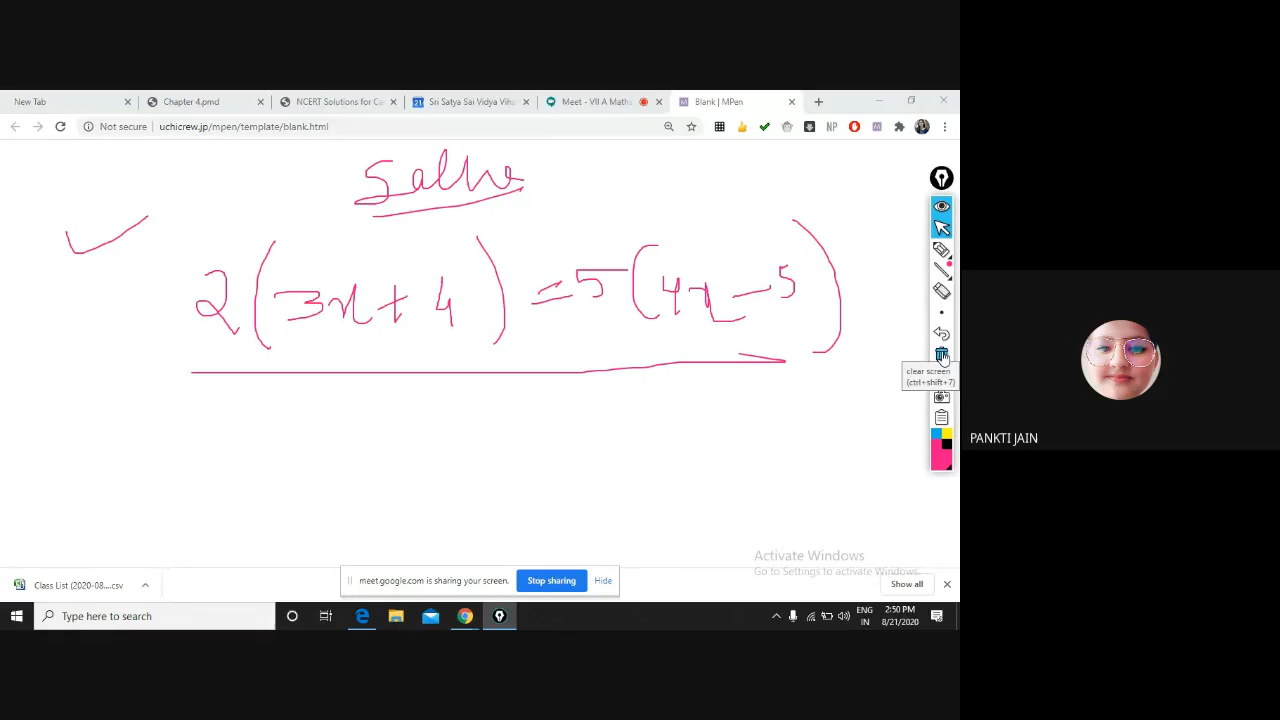 New Tab
Chapter 4.pmd
NCERT Solutions for Ca
Sri Satya Sai Vidya Viha
Meet - VII A Maths
Blank | MPen
Not secure
uchicrew.jp/mpen/template/blank.html
NP
Solve
2(3x+4)=5(4x-5)
clear screen
(ctrl+shift+7)
PANKTI JAIN
Activate Windows
Go to Settings to activate Windows.
Class List (2020-08....csv
meet.google.com is sharing your screen.
Stop sharing
Hide
Show all
Type here to search
ENG
IN
2:50 PM
8/21/2020